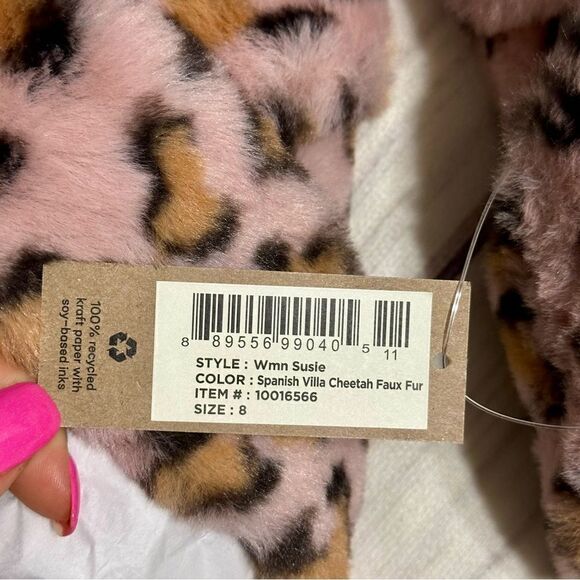 100% recycled
kraft paper with
soy-based inks
8 89556 99040 5 11
STYLE : Wmn Susie
COLOR : Spanish Villa Cheetah Faux Fur
ITEM # : 10016566
SIZE : 8